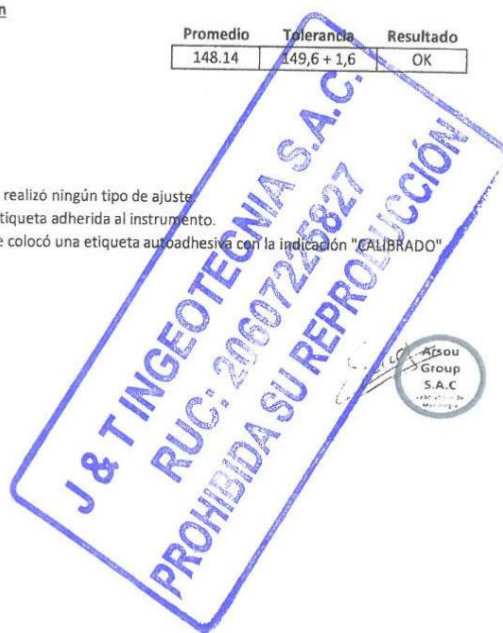 n
Promedio Tolerancia Resultado
148.14 149,6 + 1,6 OK
realizó ningún tipo de ajuste
tiqueta adherida al instrumento.
e colocó una etiqueta autoadhesiva con la indicación "CALIBRADO"
J & T INGEOTECNIA S.A.C.
RUC: 20607225827
PROHIBIDA SU REPRODUCCIÓN
Arsou
Group
S.A.C